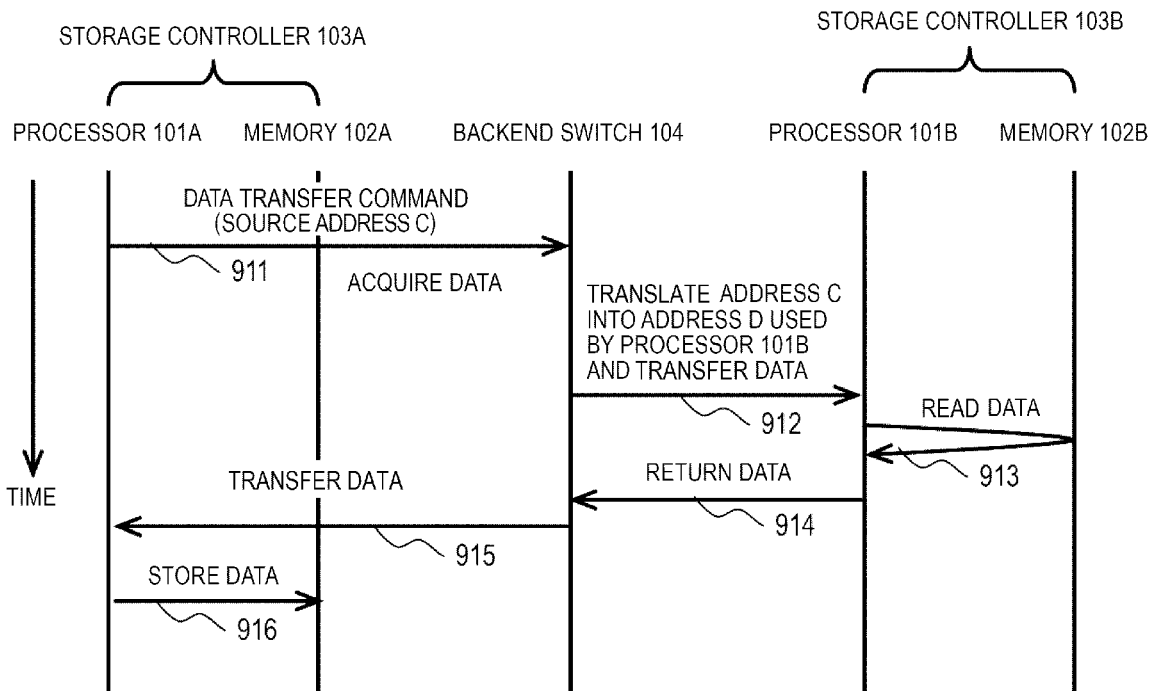 STORAGE CONTROLLER 103A
STORAGE CONTROLLER 103B
PROCESSOR 101A
MEMORY 102A
BACKEND SWITCH 104
PROCESSOR 101B
MEMORY 102B
DATA TRANSFER COMMAND
(SOURCE ADDRESS C)
911
ACQUIRE DATA
TRANSLATE ADDRESS C
INTO ADDRESS D USED
BY PROCESSOR 101B
AND TRANSFER DATA
912
READ DATA
913
TIME
TRANSFER DATA
RETURN DATA
914
915
STORE DATA
916